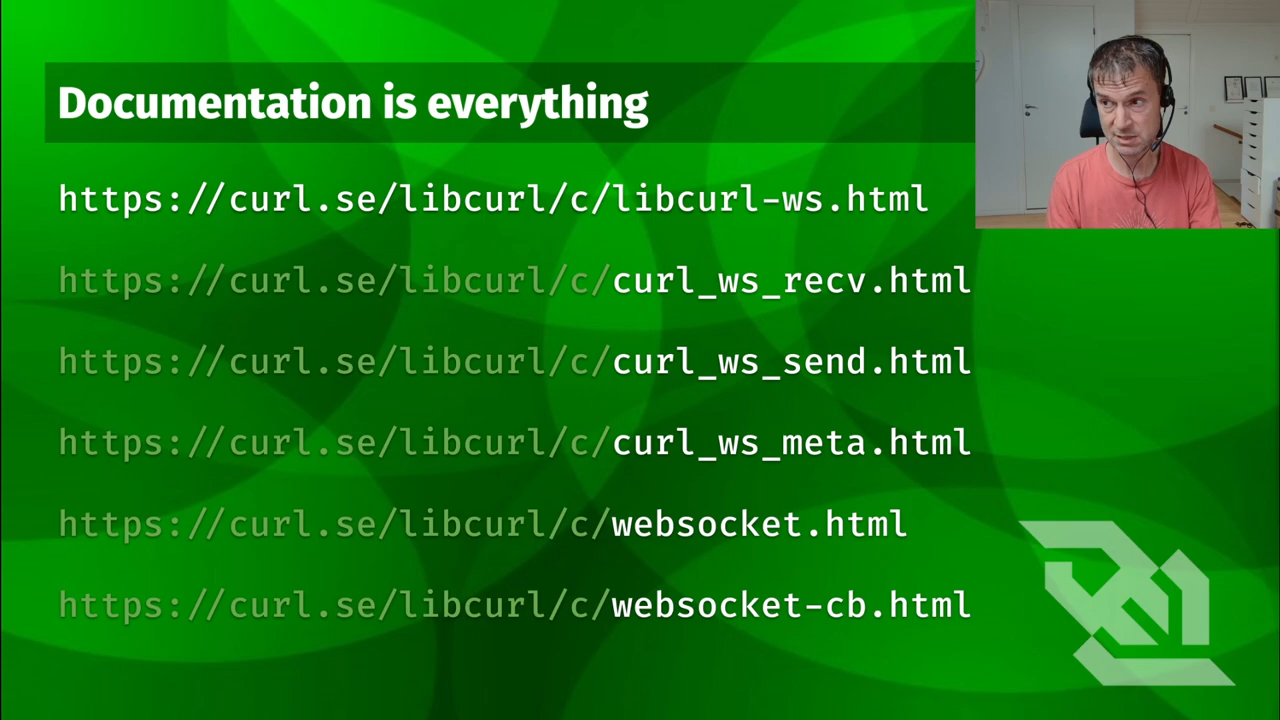 Documentation is everything
https://curl.se/libcurl/c/libcurl-ws.html
https://curl.se/libcurl/c/curl_ws_recv.html
https://curl.se/libcurl/c/curl_ws_send.html
https://curl.se/libcurl/c/curl_ws_meta.html
https://curl.se/libcurl/c/websocket.html
https://curl.se/libcurl/c/websocket-cb.html